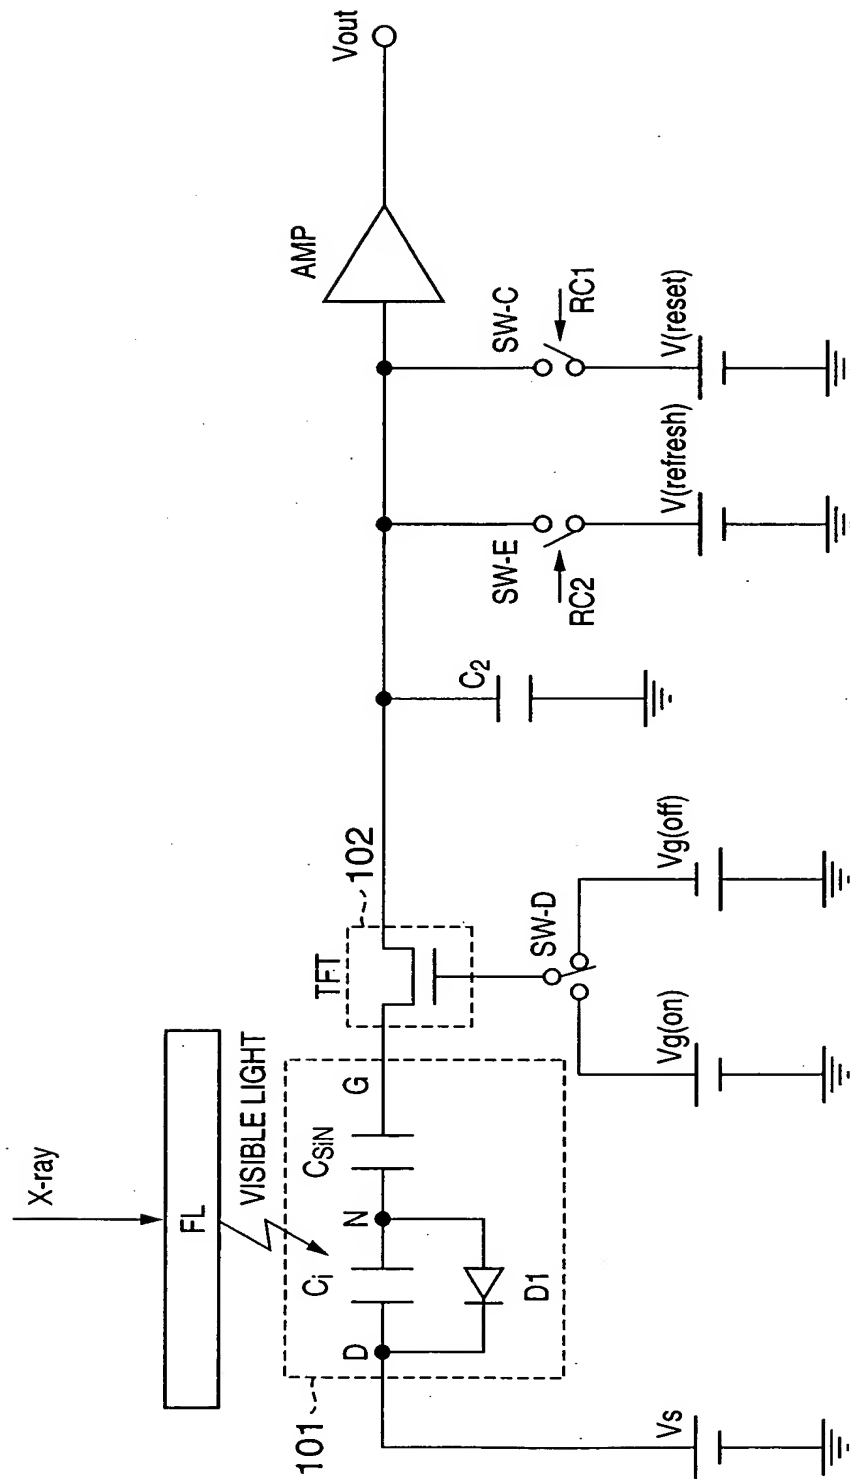 X-ray
FL
VISIBLE LIGHT
101
D
Ci
N
CSiN
G
D1
TFT
102
Vs
Vg(on)
SW-D
Vg(off)
C2
SW-E
RC2
V(refresh)
SW-C
RC1
V(reset)
AMP
Vout